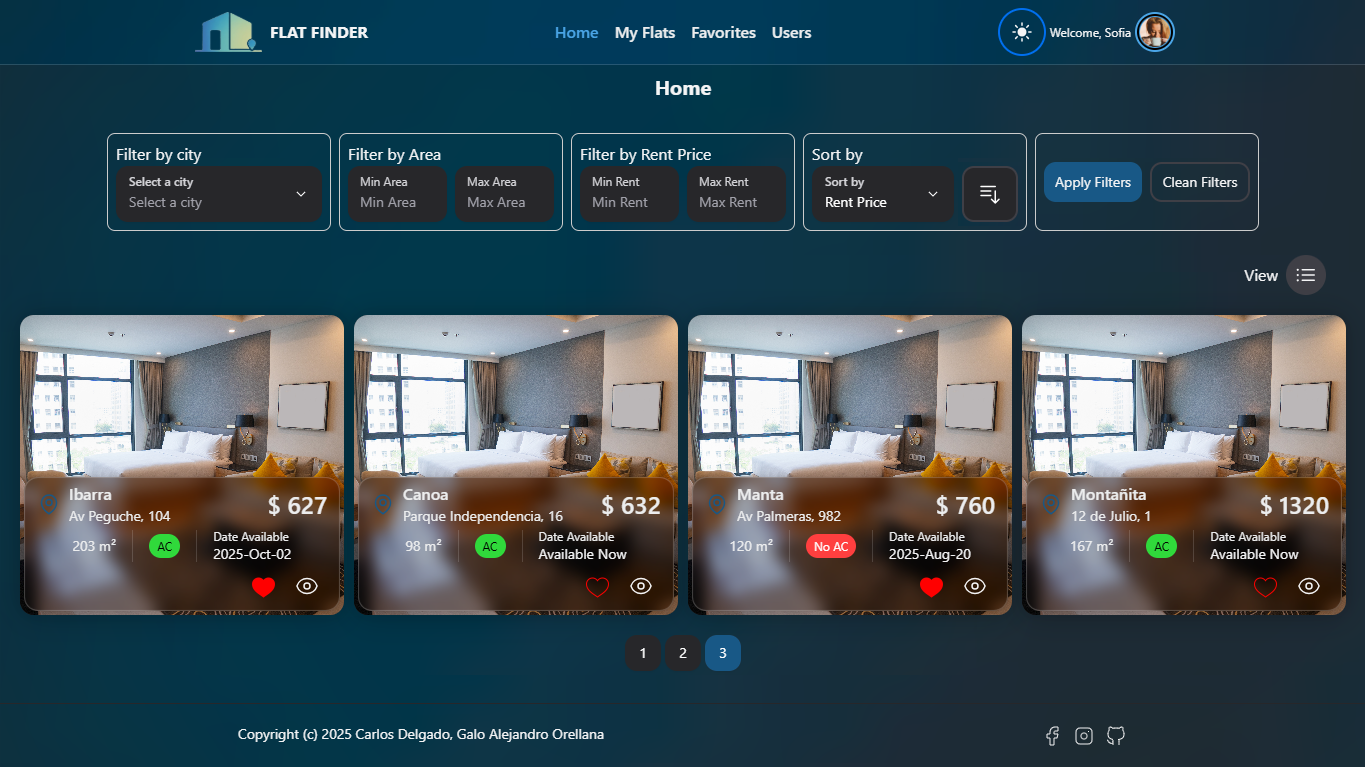 FLAT FINDER
Home My Flats Favorites Users
Welcome, Sofia
Home
Filter by city
Select a city
Select a city
Filter by Area
Min Area Max Area
Min Area Max Area
Filter by Rent Price
Min Rent Max Rent
Min Rent Max Rent
Sort by
Sort by
Rent Price
Apply Filters Clean Filters
View
Ibarra
$ 627
Av Peguche, 104
203 m²
AC
Date Available
2025-Oct-02
Canoa
$ 632
Parque Independencia, 16
98 m²
AC
Date Available
Available Now
Manta
$ 760
Av Palmeras, 982
120 m²
No AC
Date Available
2025-Aug-20
Montañita
$ 1320
12 de Julio, 1
167 m²
AC
Date Available
Available Now
1 2 3
Copyright (c) 2025 Carlos Delgado, Galo Alejandro Orellana